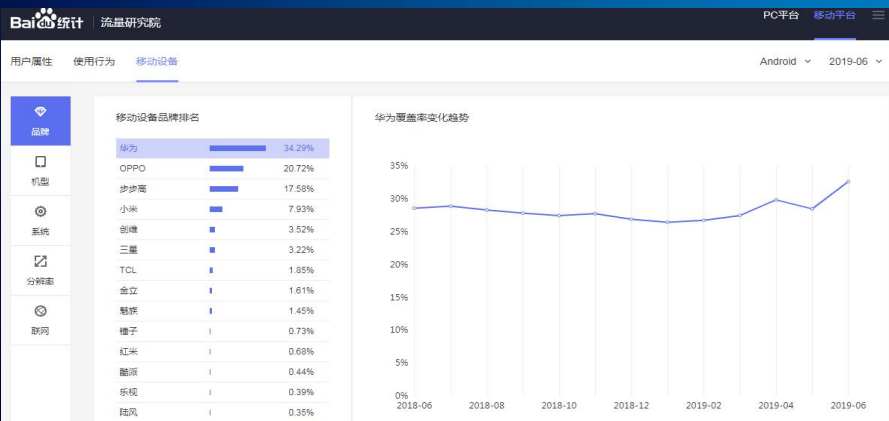 Bai du 统计 流量研究院
PC平台 移动平台
用户属性 使用行为 移动设备
Android 2019-06
品牌
机型
系统
分辨率
联网
移动设备品牌排名
华为 34.29%
OPPO 20.72%
步步高 17.58%
小米 7.93%
创维 3.52%
三星 3.22%
TCL 1.85%
金立 1.61%
魅族 1.45%
锤子 0.73%
红米 0.68%
酷派 0.44%
乐视 0.39%
陆风 0.35%
华为覆盖率变化趋势
35%
30%
25%
20%
15%
10%
5%
0%
2018-06 2018-08 2018-10 2018-12 2019-02 2019-04 2019-06